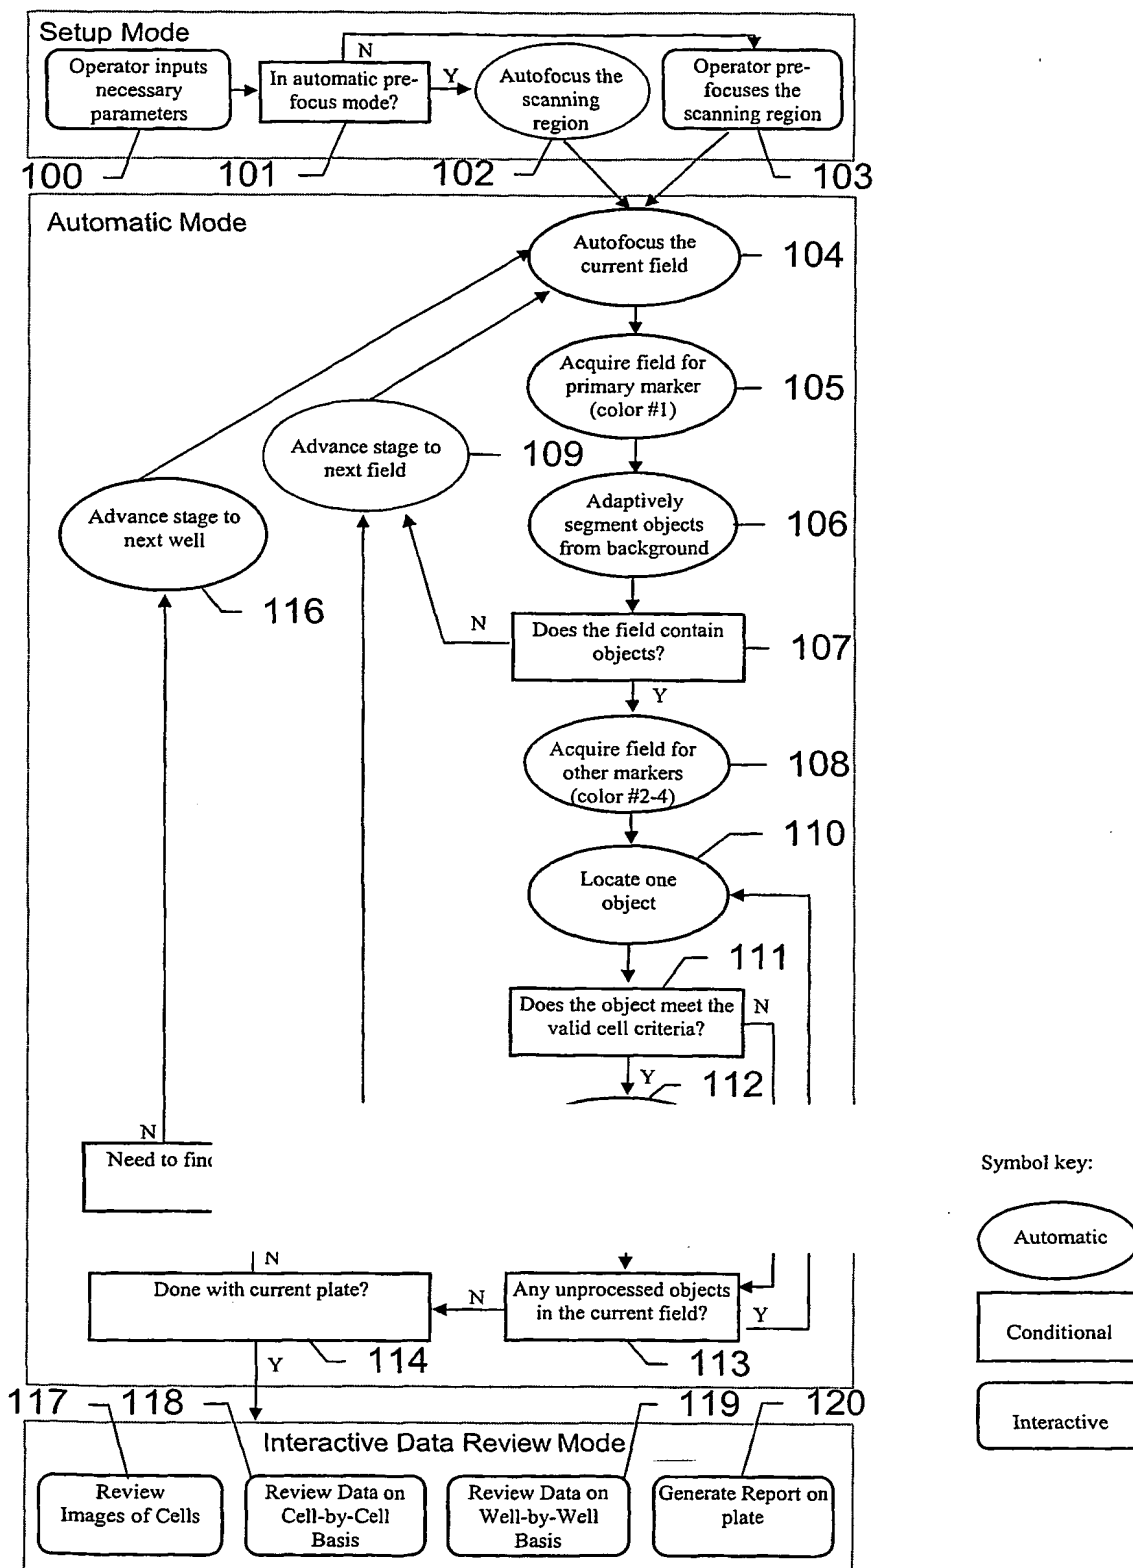 Setup Mode
Operator inputs
necessary
parameters
In automatic pre-
focus mode?
N
Y
Autofocus the
scanning
region
Operator pre-
focuses the
scanning region
100
101
102
103
Automatic Mode
Autofocus the
current field
104
Acquire field for
primary marker
(color #1)
105
Advance stage to
next field
109
Adaptively
segment objects
from background
106
Advance stage to
next well
116
N
Does the field contain
objects?
107
Y
Acquire field for
other markers
(color #2-4)
108
110
Locate one
object
111
Does the object meet the
valid cell criteria?
N
Y
112
N
Need to find
Symbol key:
Automatic
Conditional
Interactive
N
Done with current plate?
N
Any unprocessed objects
in the current field?
Y
Y
114
113
117
118
119
120
Interactive Data Review Mode
Review
Images of Cells
Review Data on
Cell-by-Cell
Basis
Review Data on
Well-by-Well
Basis
Generate Report on
plate